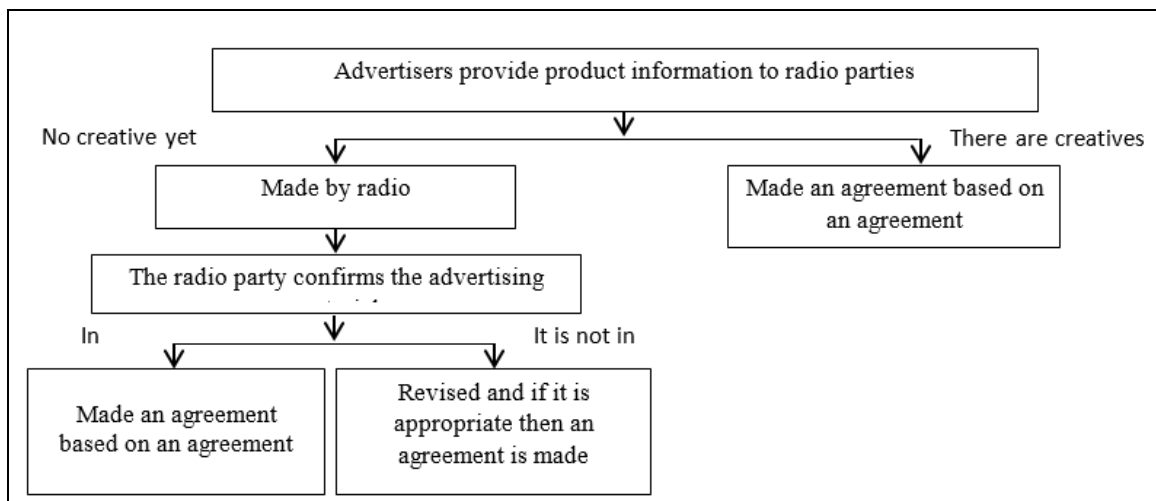 Advertisers provide product information to radio parties
No creative yet
There are creatives
Made by radio
Made an agreement based on
an agreement
The radio party confirms the advertising
In
It is not in
Made an agreement
based on an agreement
Revised and if it is
appropriate then an
agreement is made